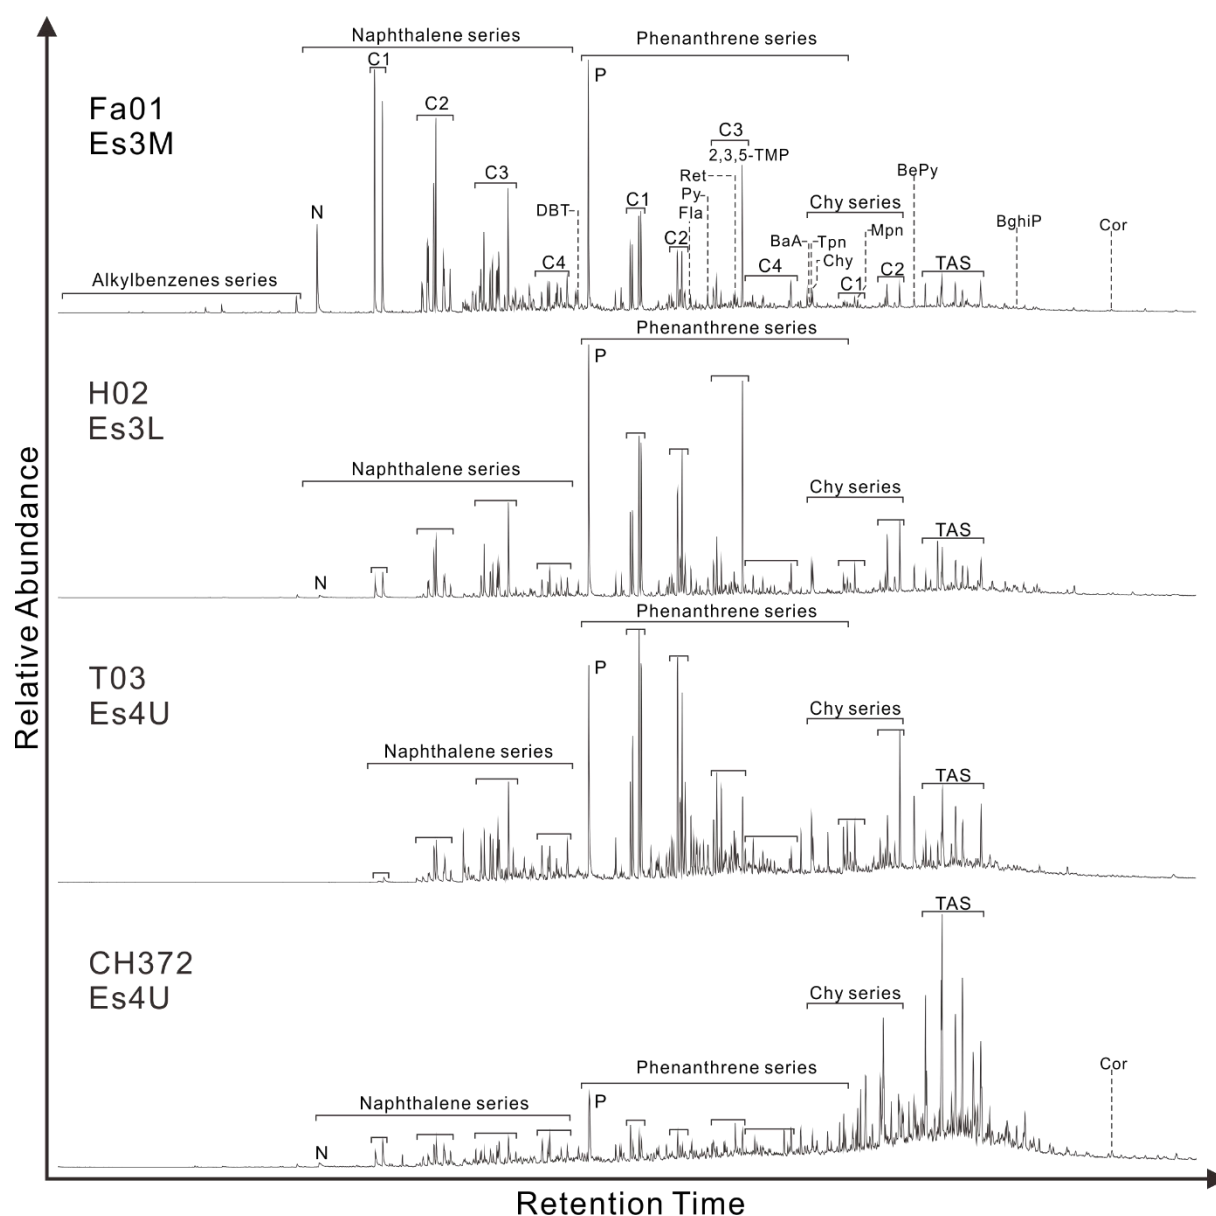 Naphthalene series
Phenanthrene series
C1
P
Fa01
Es3M
C2
C3
2,3,5-TMP
C3
Ret
BePy
Py
C1
Chy series
N
DBT
Fla
BghiP
Cor
C2
BaA
Tpn
Mpn
Chy
C4
C4
C2
TAS
C1
Alkylbenzenes series
Phenanthrene series
P
H02
Es3L
Naphthalene series
Chy series
TAS
N
Phenanthrene series
P
T03
Es4U
Chy series
Naphthalene series
TAS
TAS
CH372
Es4U
Chy series
Phenanthrene series
Cor
Naphthalene series
P
N
Relative Abundance
Retention Time